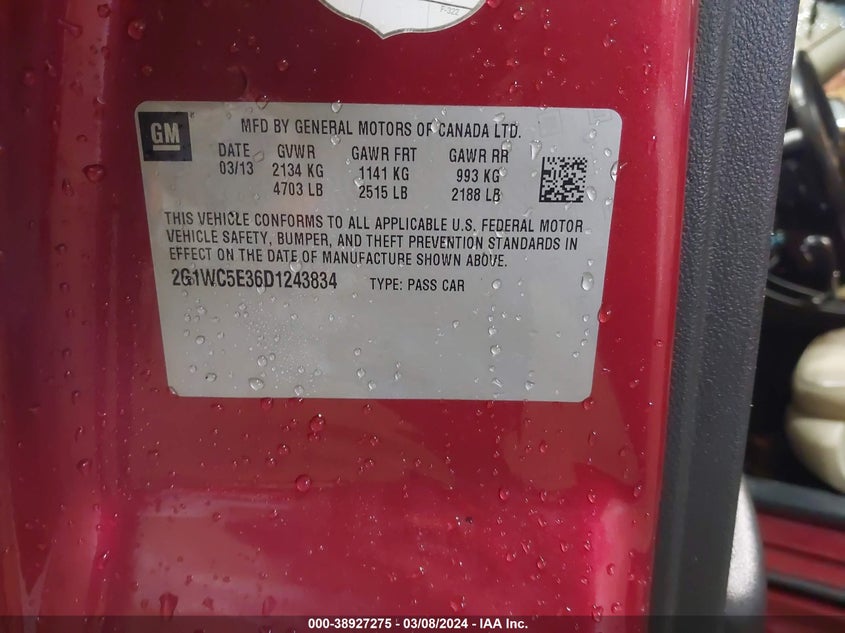 F-322
GM
MFD BY GENERAL MOTORS OF CANADA LTD.
DATE GVWR GAWR FRT GAWR RR
03/13 2134 KG 1141 KG 993 KG
4703 LB 2515 LB 2188 LB
THIS VEHICLE CONFORMS TO ALL APPLICABLE U.S. FEDERAL MOTOR
VEHICLE SAFETY, BUMPER, AND THEFT PREVENTION STANDARDS IN
EFFECT ON THE DATE OF MANUFACTURE SHOWN ABOVE.
2G1WC5E36D1243834 TYPE: PASS CAR
000-38927275 - 03/08/2024 - IAA Inc.